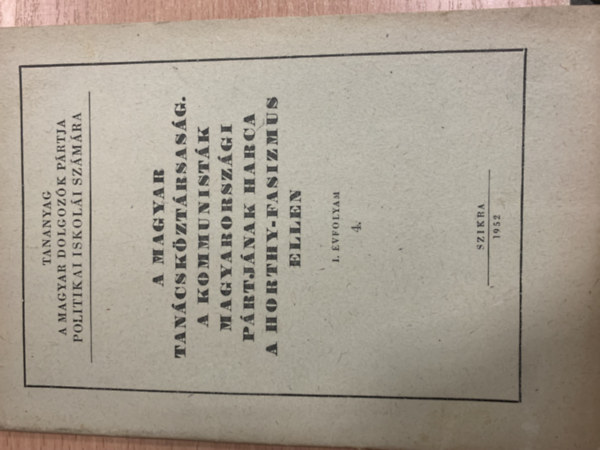 TANANYAG
A MAGYAR DOLGOZÓK PÁRTJA
POLITIKAI ISKOLÁI SZÁMÁRA
A MAGYAR
TANÁCSKÖZTÁRSASÁG.
A KOMMUNISTÁK
MAGYARORSZÁGI
PÁRTJÁNAK HARCA
A HORTHY-FASIZMUS
ELLEN
I. ÉVFOLYAM
4.
SZIKRA
1952